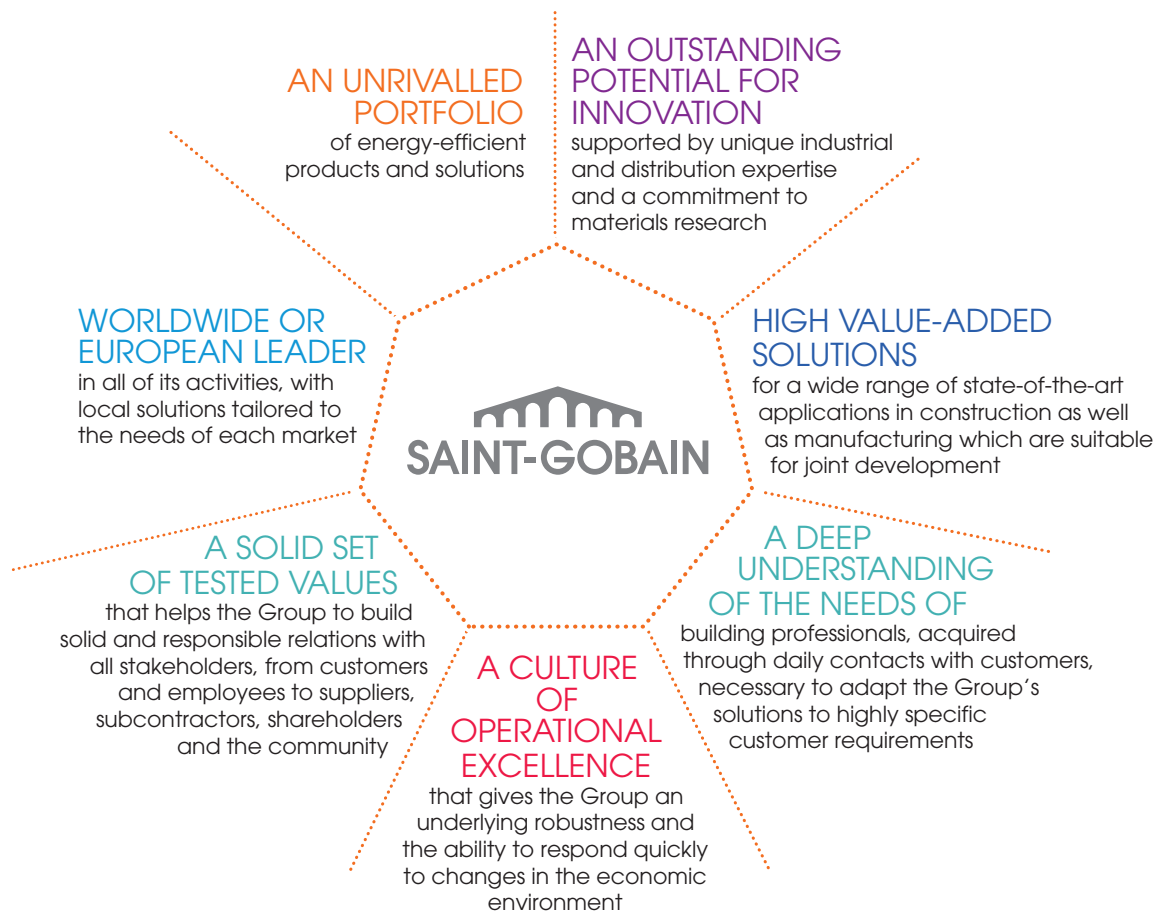 AN UNRIVALLED
PORTFOLIO
of energy-efficient
products and solutions
AN OUTSTANDING
POTENTIAL FOR
INNOVATION
supported by unique industrial
and distribution expertise
and a commitment to
materials research
WORLDWIDE OR
EUROPEAN LEADER
in all of its activities, with
local solutions tailored to
the needs of each market
SAINT-GOBAIN
HIGH VALUE-ADDED
SOLUTIONS
for a wide range of state-of-the-art
applications in construction as well
as manufacturing which are suitable
for joint development
A SOLID SET
OF TESTED VALUES
that helps the Group to build
solid and responsible relations with
all stakeholders, from customers
and employees to suppliers,
subcontractors, shareholders
and the community
A CULTURE
OF
OPERATIONAL
EXCELLENCE
that gives the Group an
underlying robustness and
the ability to respond quickly
to changes in the economic
environment
A DEEP
UNDERSTANDING
OF THE NEEDS OF
building professionals, acquired
through daily contacts with customers,
necessary to adapt the Group's
solutions to highly specific
customer requirements